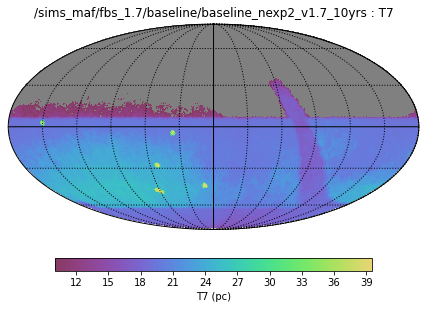 /sims_maf/fbs_1.7/baseline/baseline_nexp2_v1.7_10yrs : T7
12 15 18 21 24 27 30 33 36 39
T7 (pc)